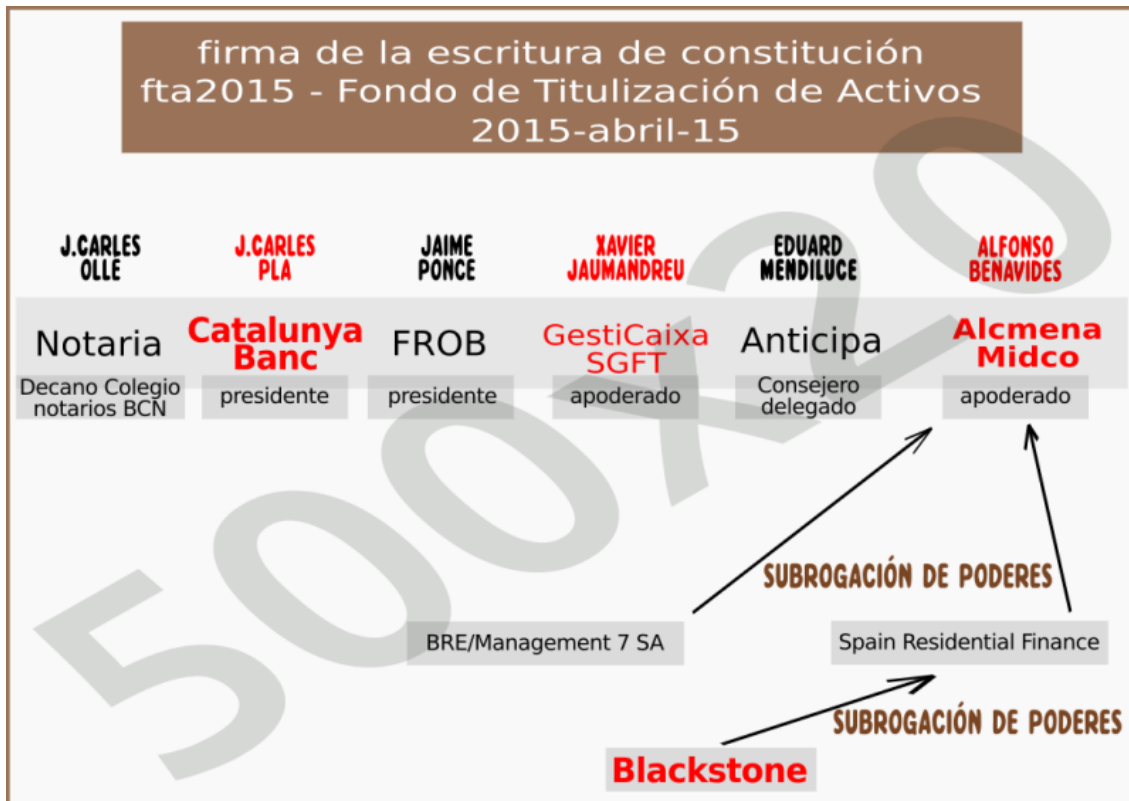 firma de la escritura de constitución
fta2015 - Fondo de Titulización de Activos
2015-abril-15
J.CARLES
OLLE
J.CARLES
PLA
JAIME
PONCE
XAVIER
JAUMANDREU
EDUARD
MENDILUCE
ALFONSO
BENAVIDES
Notaria
Catalunya
Banc
FROB
GestiCaixa
SGFT
Anticipa
Alcmena
Midco
Decano Colegio
notarios BCN
presidente
presidente
apoderado
Consejero
delegado
apoderado
500x20
SUBROGACIÓN DE PODERES
BRE/Management 7 SA
Spain Residential Finance
SUBROGACIÓN DE PODERES
Blackstone